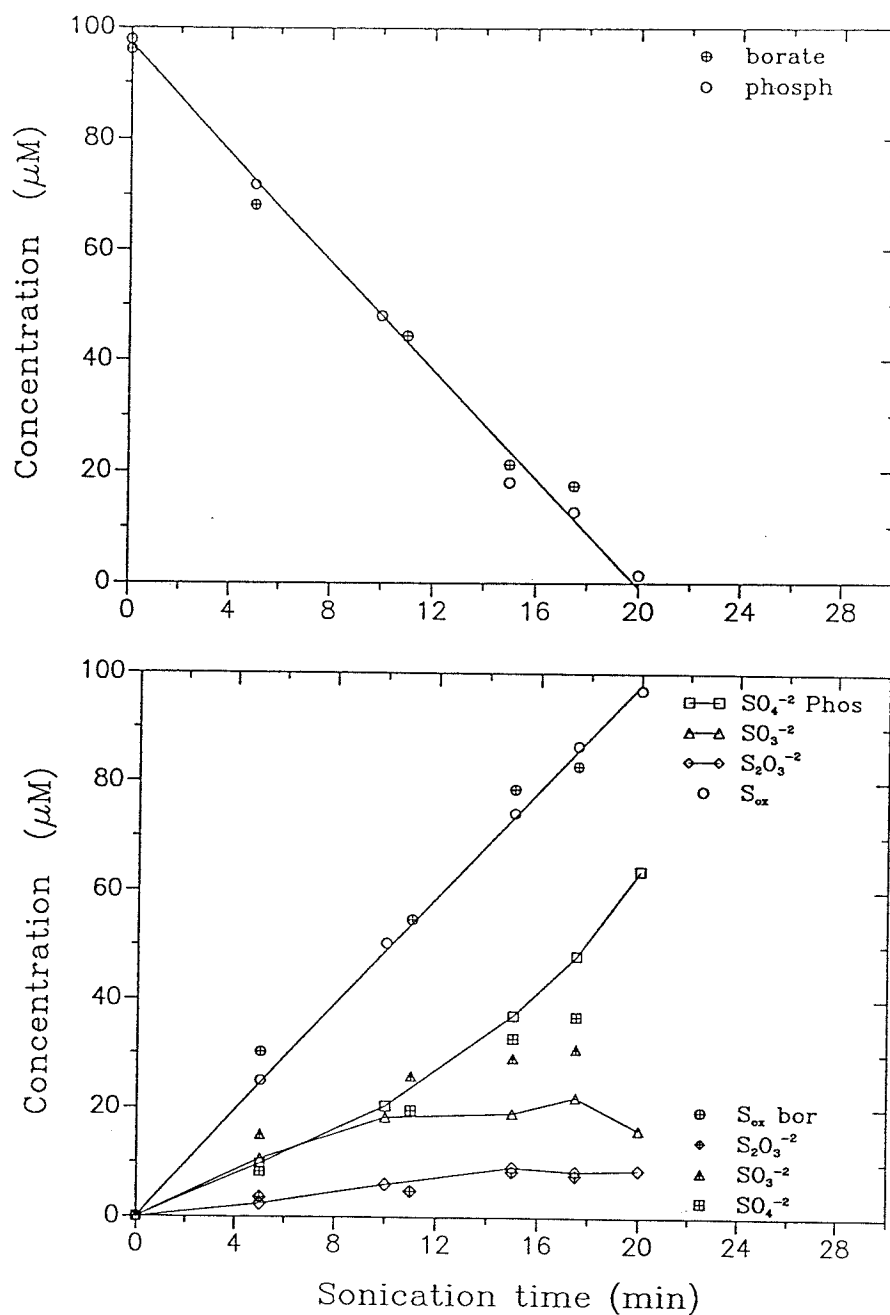 100
80
60
40
20
0
Concentration (μM)
⊕ borate
○ phosph
0 4 8 12 16 20 24 28
100
80
60
40
20
0
Concentration (μM)
SO₄⁻² Phos
SO₃⁻²
S₂O₃⁻²
Sₒₓ
Sₒₓ bor
S₂O₃⁻²
SO₃⁻²
SO₄⁻²
0 4 8 12 16 20 24 28
Sonication time (min)